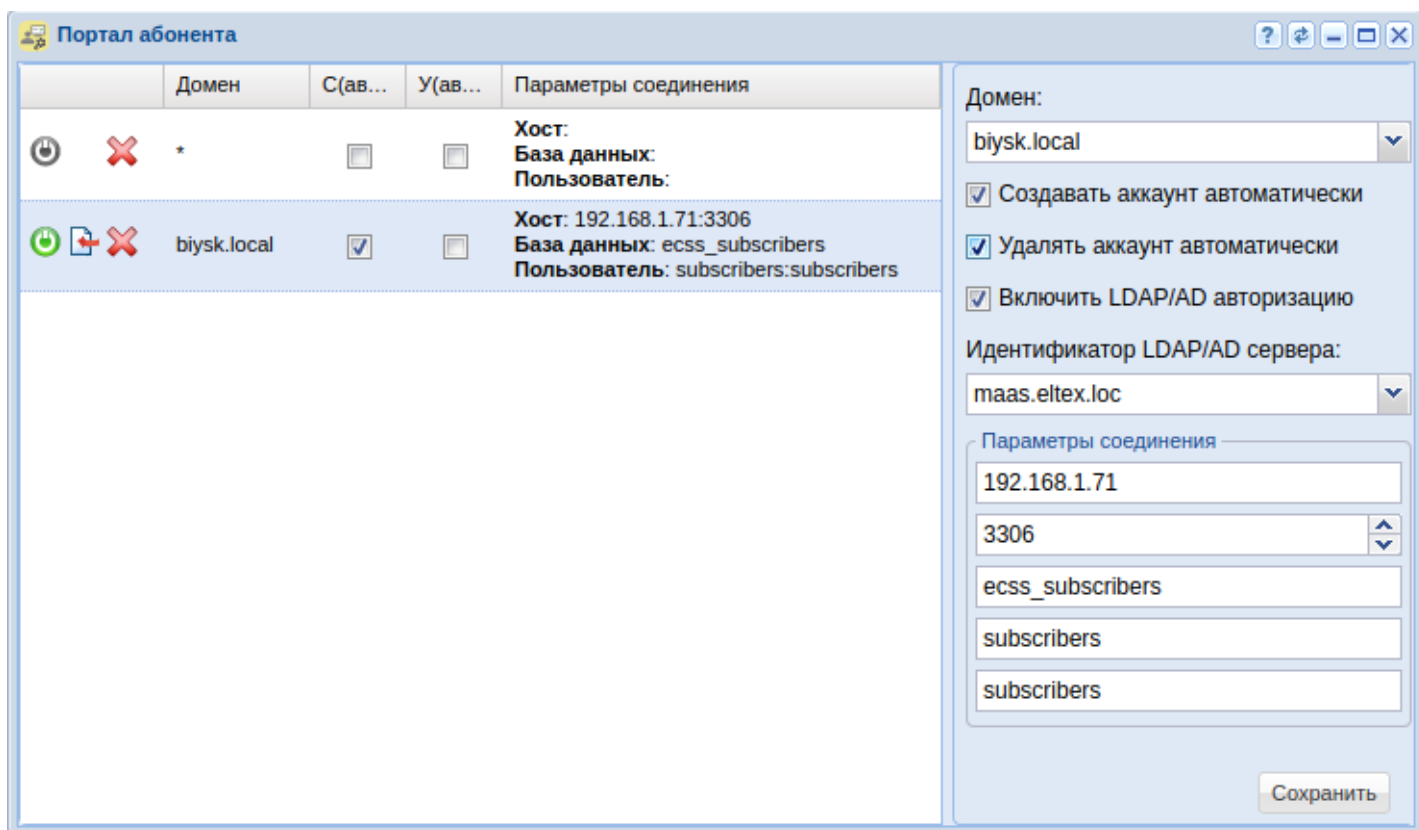 Портал абонента
Домен
С(ав...
У(ав...
Параметры соединения
*
Хост:
База данных:
Пользователь:
biysk.local
Хост: 192.168.1.71:3306
База данных: ecss_subscribers
Пользователь: subscribers:subscribers
Домен:
biysk.local
Создавать аккаунт автоматически
Удалять аккаунт автоматически
Включить LDAP/AD авторизацию
Идентификатор LDAP/AD сервера:
maas.eltex.loc
Параметры соединения
192.168.1.71
3306
ecss_subscribers
subscribers
subscribers
Сохранить